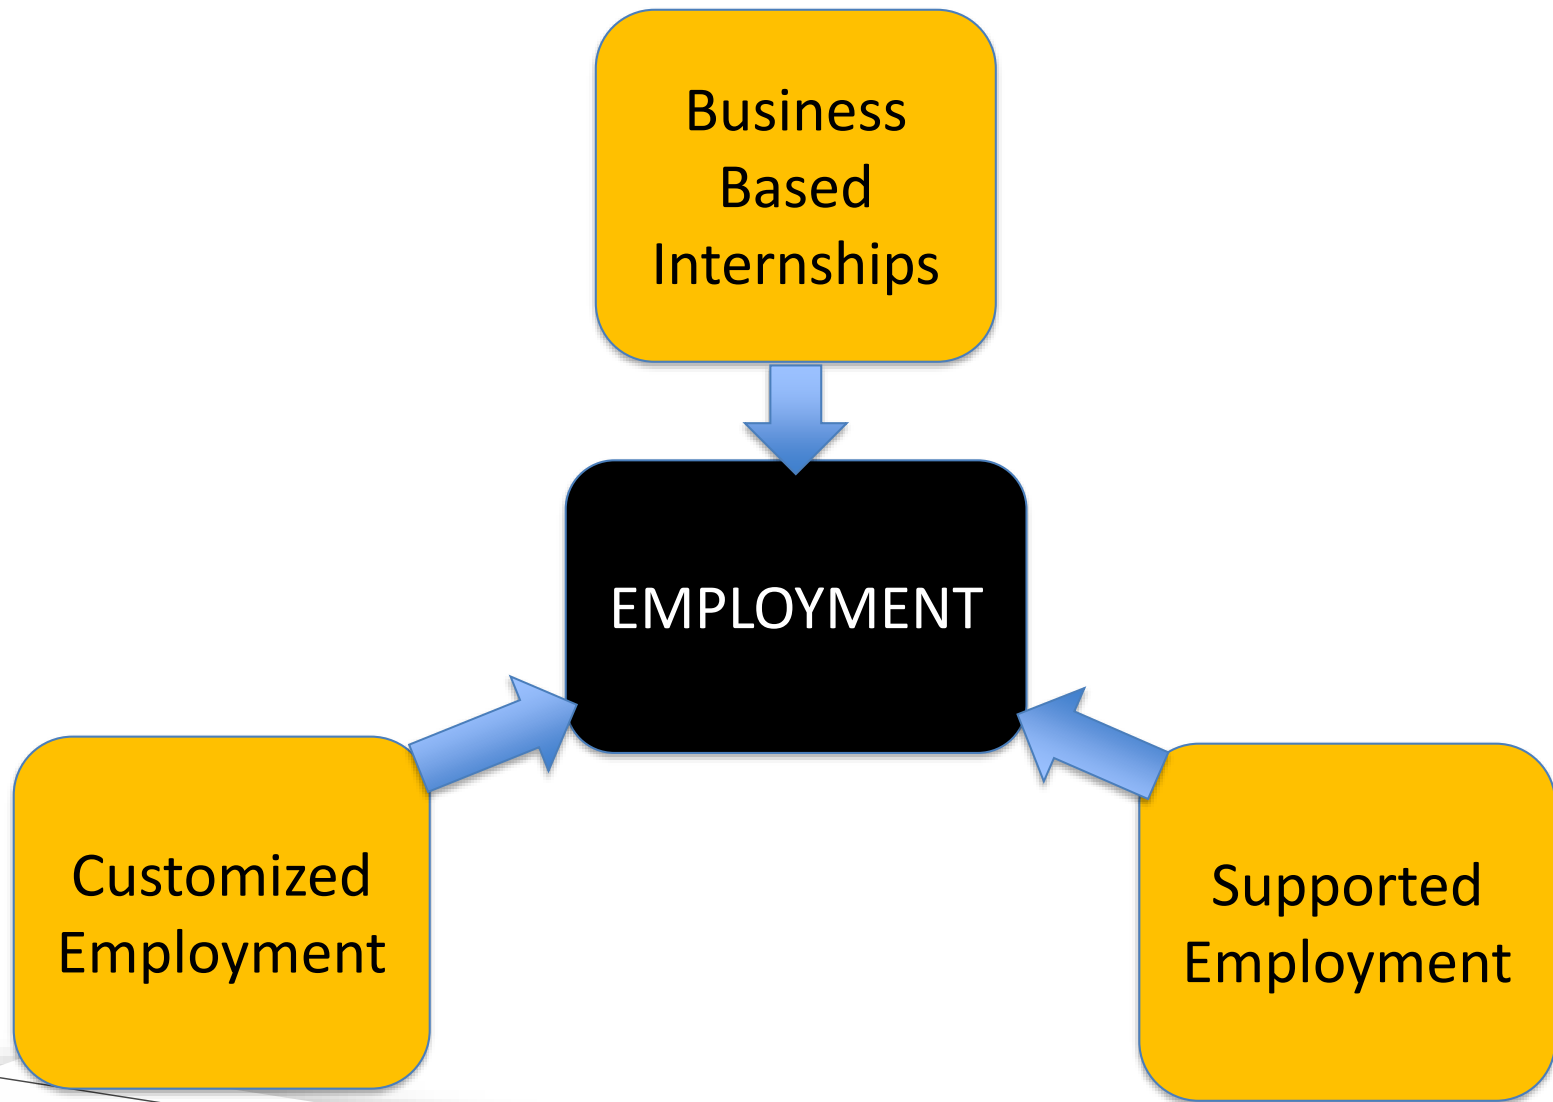 Business
Based
Internships
EMPLOYMENT
Customized
Employment
Supported
Employment